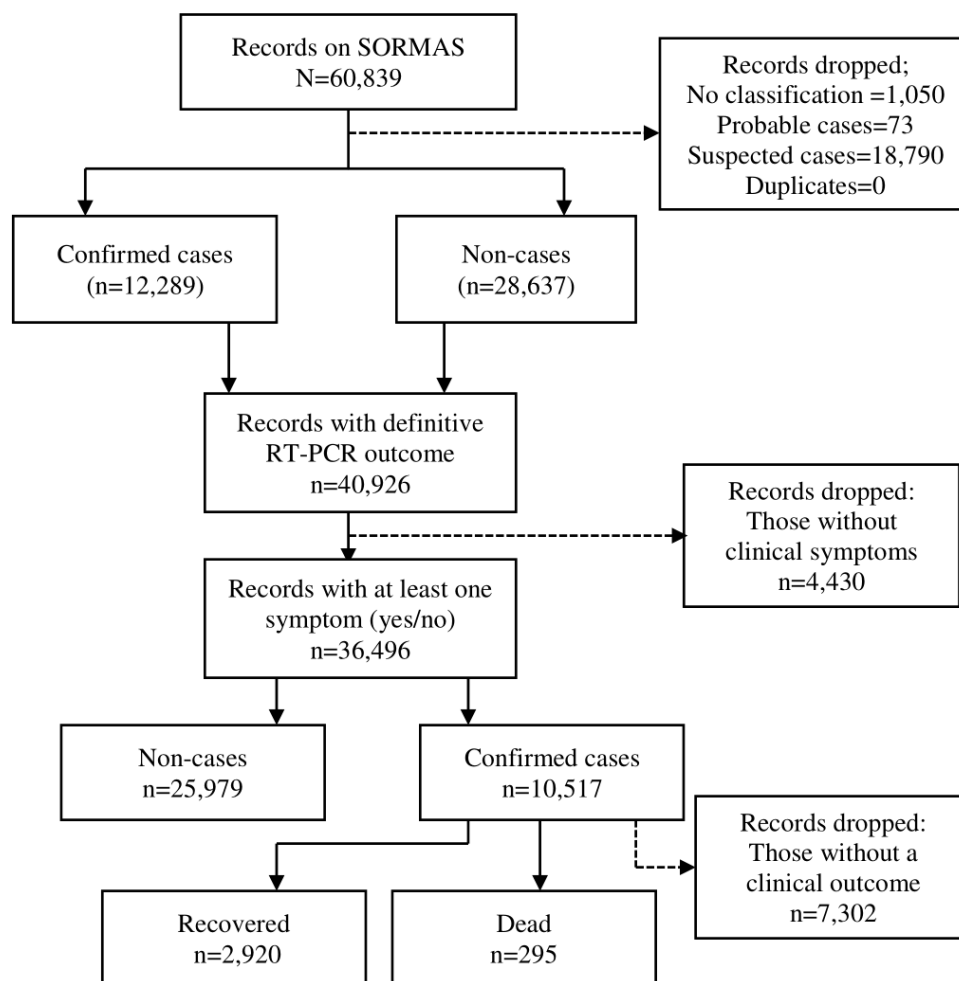 Records on SORMAS
N=60,839
Records dropped;
No classification =1,050
Probable cases=73
Suspected cases=18,790
Duplicates=0
Confirmed cases
(n=12,289)
Non-cases
(n=28,637)
Records with definitive
RT-PCR outcome
n=40,926
Records dropped:
Those without
clinical symptoms
n=4,430
Records with at least one
symptom (yes/no)
n=36,496
Non-cases
n=25,979
Confirmed cases
n=10,517
Records dropped:
Those without a
clinical outcome
n=7,302
Recovered
n=2,920
Dead
n=295